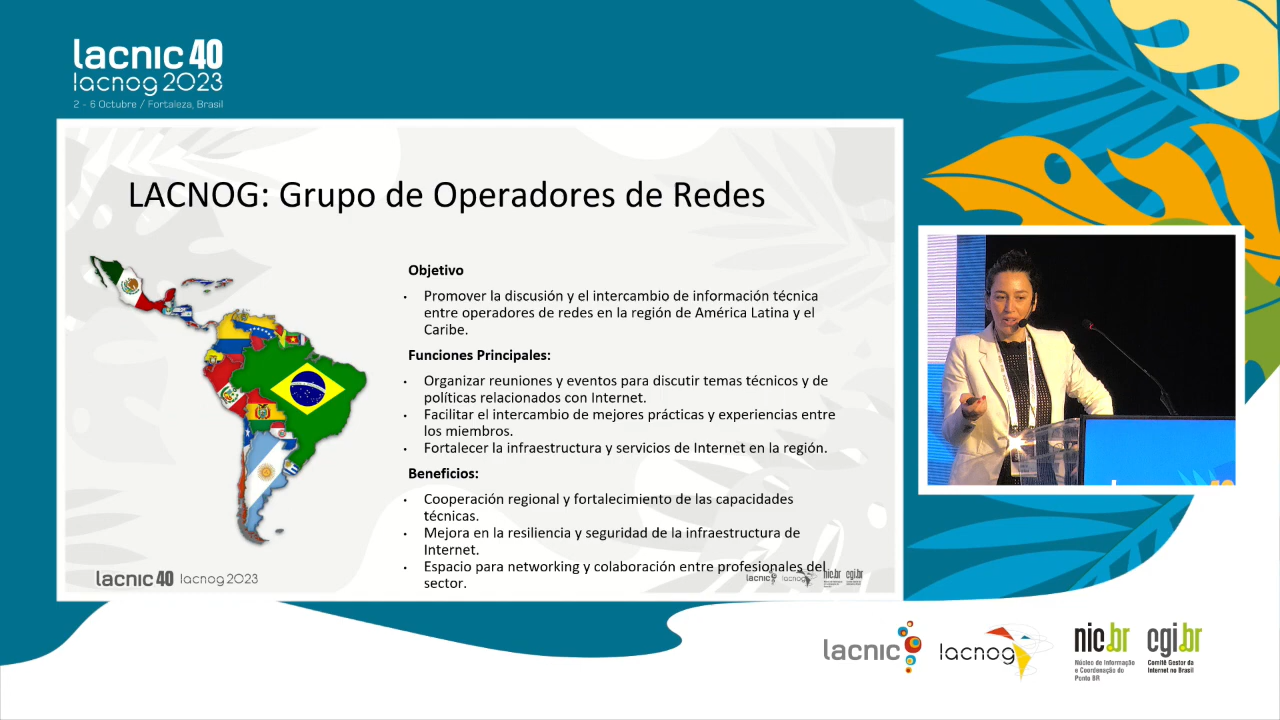 lacnic 40
lacnog 2023
2 - 6 Octubre / Fortaleza, Brasil
LACNOG: Grupo de Operadores de Redes
Objetivo
• Promover la discusión y el intercambio de información técnica
entre operadores de redes en la región de América Latina y el
Caribe.
Funciones Principales:
• Organizar reuniones y eventos para discutir temas técnicos y de
políticas relacionados con Internet.
• Facilitar el intercambio de mejores prácticas y experiencias entre
los miembros.
• Fortalecer la infraestructura y servicios de Internet en la región.
Beneficios:
• Cooperación regional y fortalecimiento de las capacidades
técnicas.
• Mejora en la resiliencia y seguridad de la infraestructura de
Internet.
• Espacio para networking y colaboración entre profesionales del
sector.
lacnic 40 lacnog 2023
lacnic lacnog nic.br cgi.br
lacnic lacnog nic.br cgi.br
Núcleo de Informação
e Coordenação do
Ponto BR
Comitê Gestor da
Internet no Brasil